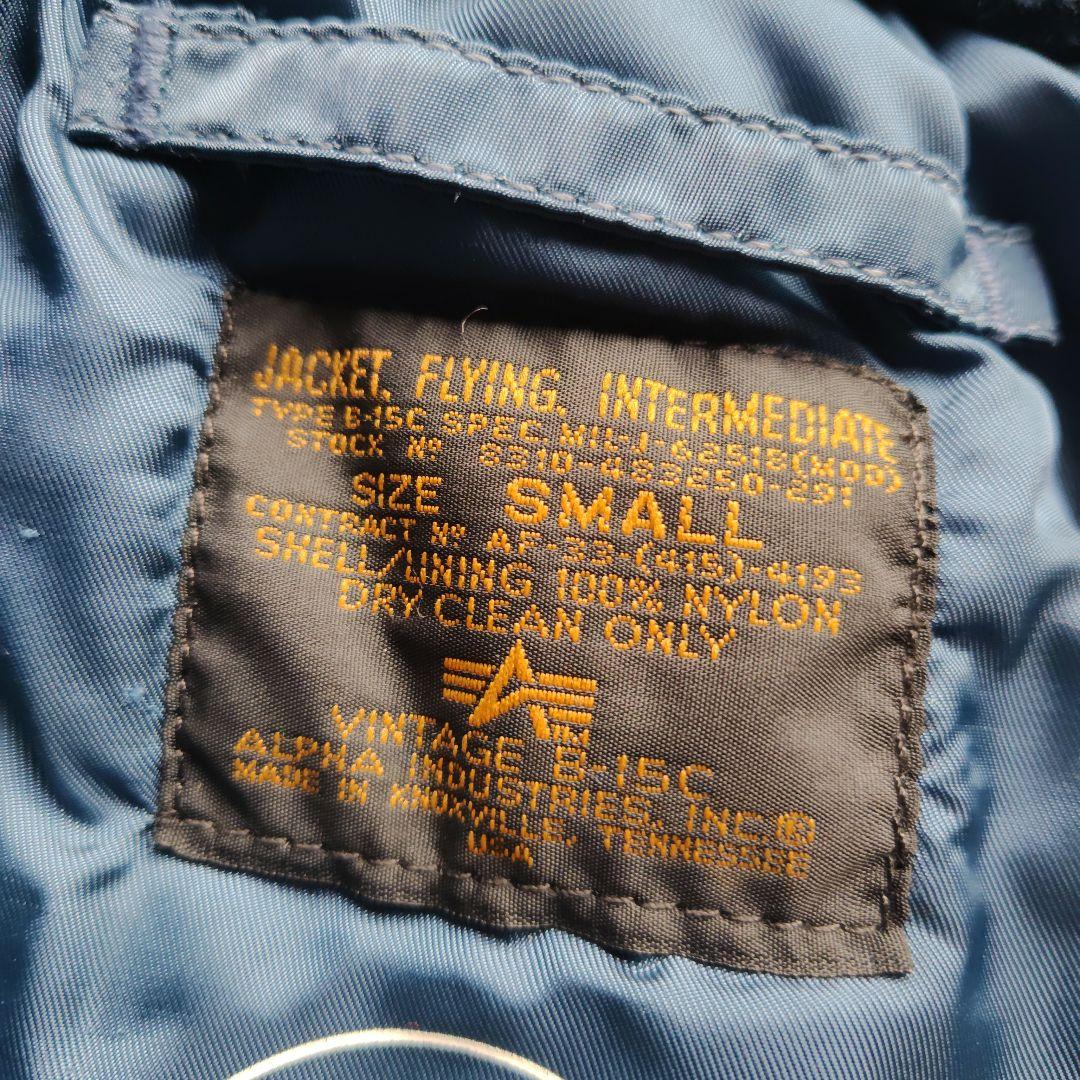 JACKET, FLYING, INTERMEDIATE
TYPE B-15C SPEC. MIL-J-6251B(MOD)
STOCK No 8310-483250-291
SIZE SMALL
CONTRACT No AF-33-(415)-4193
SHELL/LINING 100% NYLON
DRY CLEAN ONLY
TM
VINTAGE B-15C
ALPHA INDUSTRIES, INC.®
MADE IN KNOXVILLE, TENNESSEE
USA